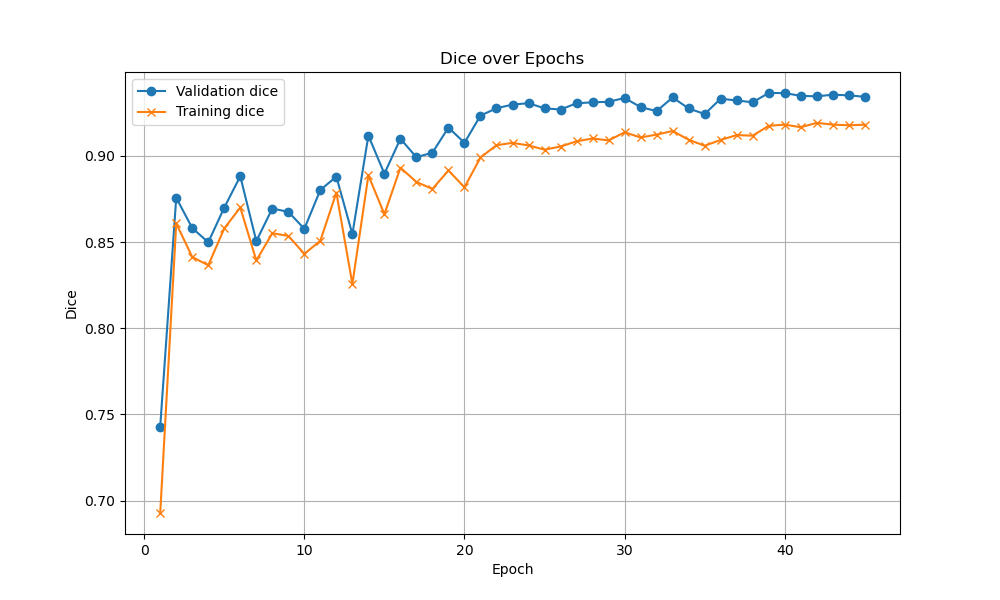 Dice over Epochs
Validation dice
Training dice
0.90
0.85
0.80
0.75
0.70
Dice
0 10 20 30 40
Epoch